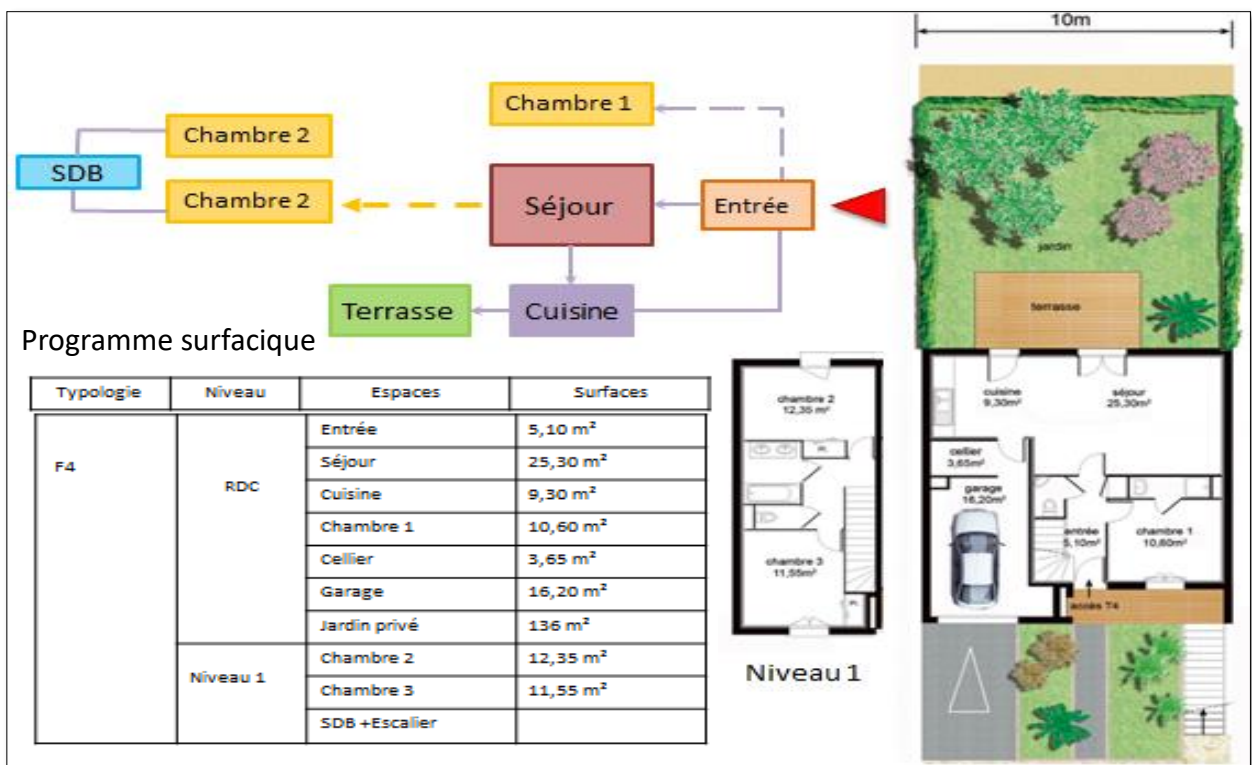 10m
Chambre 1
Chambre 2
SDB
Chambre 2
Séjour
Entrée
Terrasse
Cuisine
Programme surfacique
Typologie Niveau Espaces Surfaces
F4
RDC
Entrée 5,10 m²
Séjour 25,30 m²
Cuisine 9,30 m²
Chambre 1 10,60 m²
Cellier 3,65 m²
Garage 16,20 m²
Jardin privé 136 m²
Niveau 1
Chambre 2 12,35 m²
Chambre 3 11,55 m²
SDB +Escalier
chambre 2
12,35 m²
PL
chambre 3
11,55m²
PL
Niveau 1
jardin
terrasse
cuisine
9,30m²
séjour
25,30m²
cellier
3,65m²
garage
16,20m²
entrée
5,10m²
chambre 1
10,60m²
accès T4